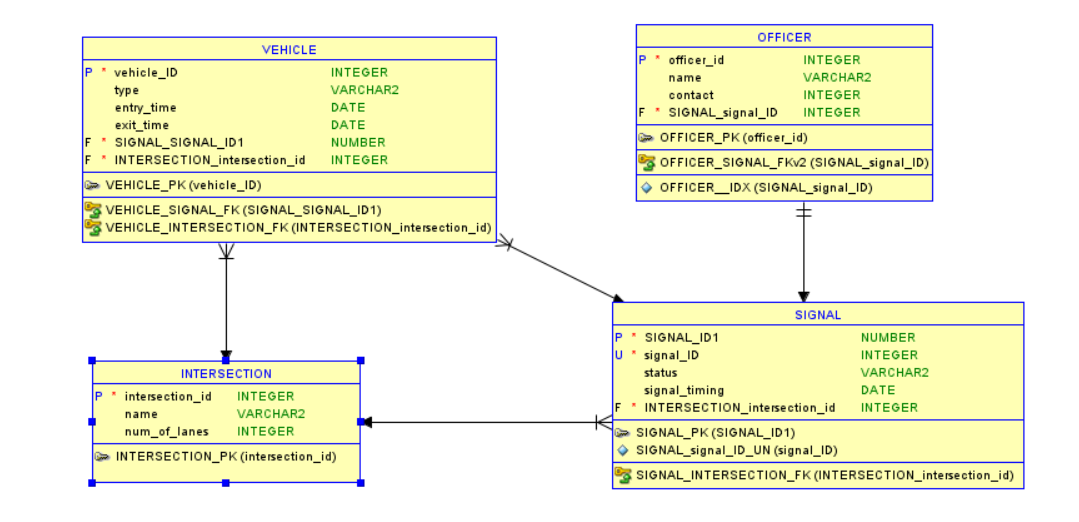 VEHICLE
P * vehicle_ID INTEGER
type VARCHAR2
entry_time DATE
exit_time DATE
F * SIGNAL_SIGNAL_ID1 NUMBER
F * INTERSECTION_intersection_id INTEGER
VEHICLE_PK (vehicle_ID)
VEHICLE_SIGNAL_FK (SIGNAL_SIGNAL_ID1)
VEHICLE_INTERSECTION_FK (INTERSECTION_intersection_id)
OFFICER
P * officer_id INTEGER
name VARCHAR2
contact INTEGER
F * SIGNAL_signal_ID INTEGER
OFFICER_PK (officer_id)
OFFICER_SIGNAL_FKv2 (SIGNAL_signal_ID)
OFFICER__IDX (SIGNAL_signal_ID)
INTERSECTION
P * intersection_id INTEGER
name VARCHAR2
num_of_lanes INTEGER
INTERSECTION_PK (intersection_id)
SIGNAL
P * SIGNAL_ID1 NUMBER
U * signal_ID INTEGER
status VARCHAR2
signal_timing DATE
F * INTERSECTION_intersection_id INTEGER
SIGNAL_PK (SIGNAL_ID1)
SIGNAL_signal_ID_UN (signal_ID)
SIGNAL_INTERSECTION_FK (INTERSECTION_intersection_id)